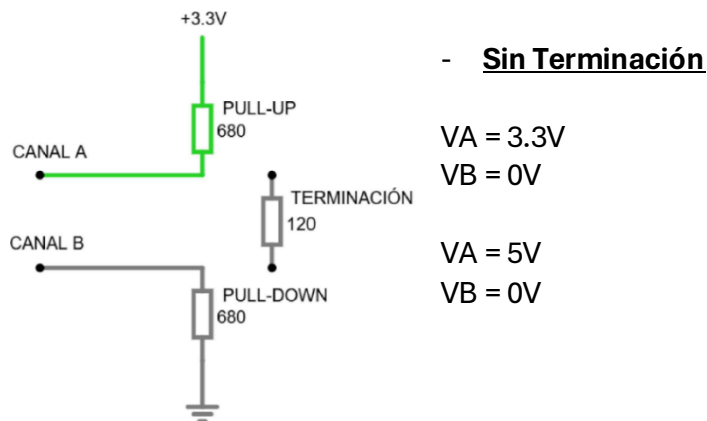 +3.3V
PULL-UP
680
CANAL A
TERMINACIÓN
120
CANAL B
PULL-DOWN
680
- Sin Terminación
VA = 3.3V
VB = 0V
VA = 5V
VB = 0V